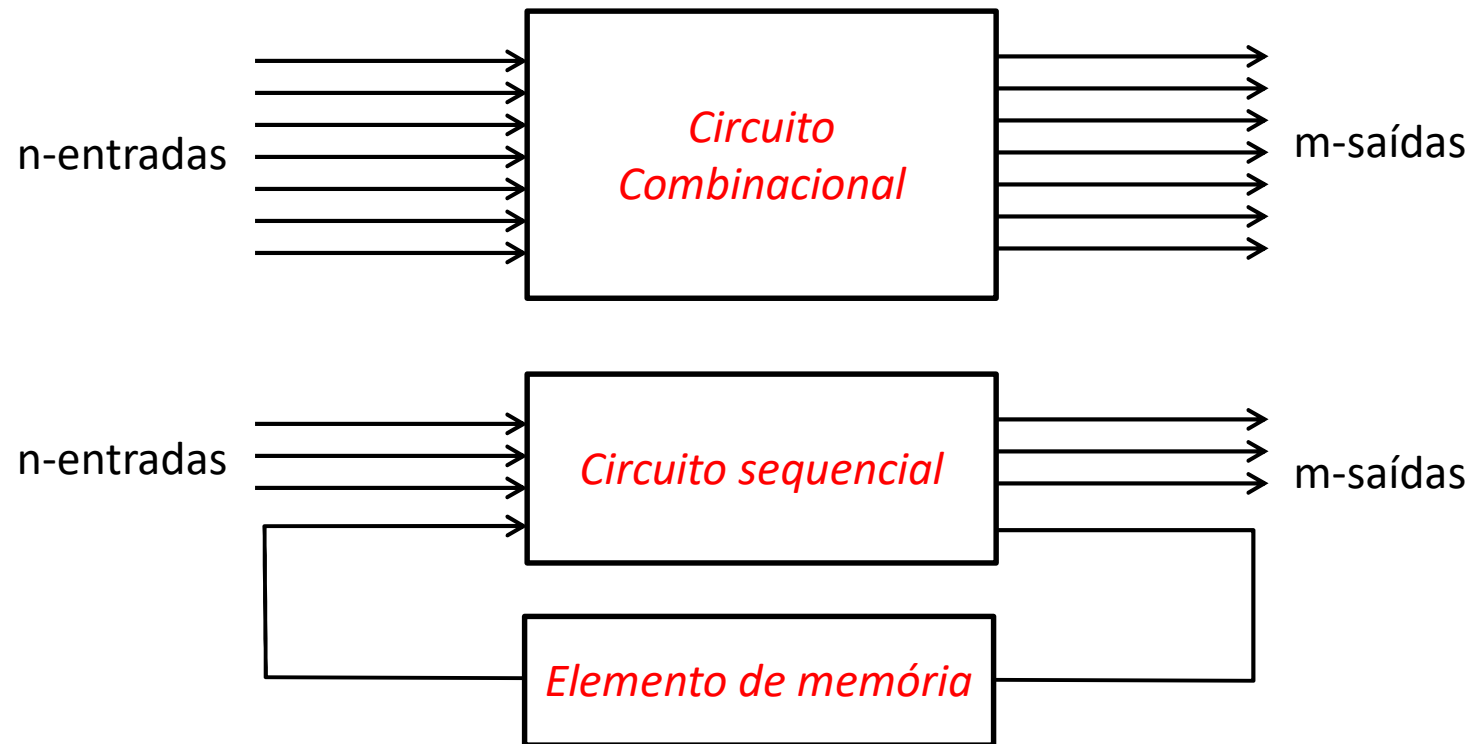 n-entradas
Circuito
Combinacional
m-saídas
n-entradas
Circuito sequencial
m-saídas
Elemento de memória